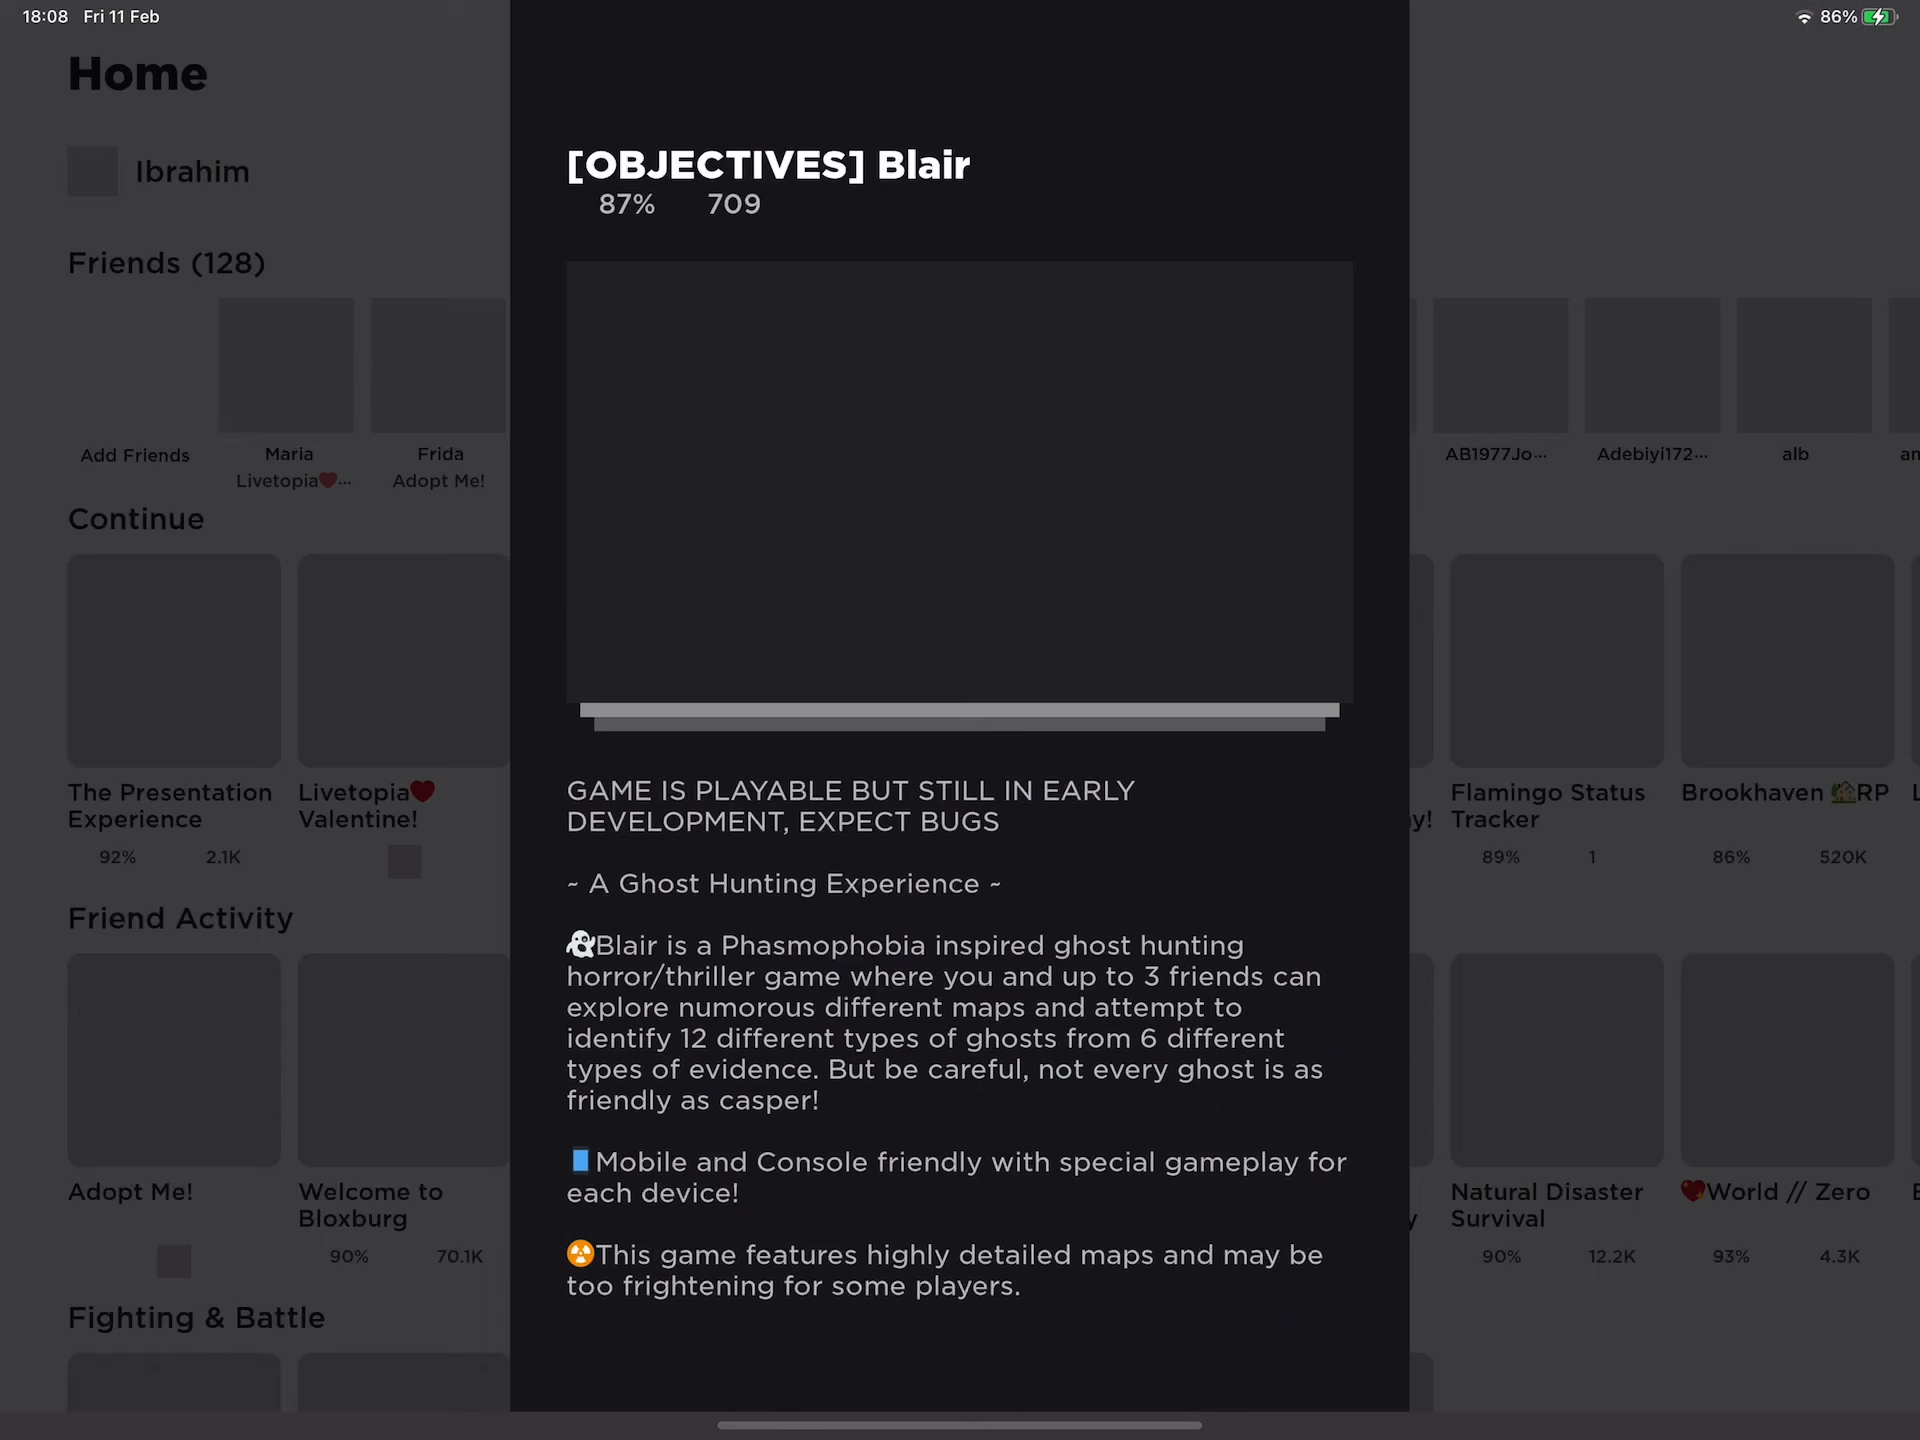 18:08 Fri 11 Feb
86%
Home
Ibrahim
Friends (128)
Add Friends
Maria
Livetopia❤️...
Frida
Adopt Me!
AB1977Jo...
Adebiyi172...
alb
an
Continue
The Presentation
Experience
92% 2.1K
Livetopia❤️
Valentine!
y!
Flamingo Status
Tracker
89% 1
Brookhaven 🏡RP
86% 520K
L
Friend Activity
Adopt Me!
Welcome to
Bloxburg
90% 70.1K
y
Natural Disaster
Survival
90% 12.2K
💖World // Zero
93% 4.3K
Fighting & Battle
[OBJECTIVES] Blair
87% 709
GAME IS PLAYABLE BUT STILL IN EARLY
DEVELOPMENT, EXPECT BUGS
~ A Ghost Hunting Experience ~
👻Blair is a Phasmophobia inspired ghost hunting
horror/thriller game where you and up to 3 friends can
explore numorous different maps and attempt to
identify 12 different types of ghosts from 6 different
types of evidence. But be careful, not every ghost is as
friendly as casper!
📱Mobile and Console friendly with special gameplay for
each device!
☢️This game features highly detailed maps and may be
too frightening for some players.